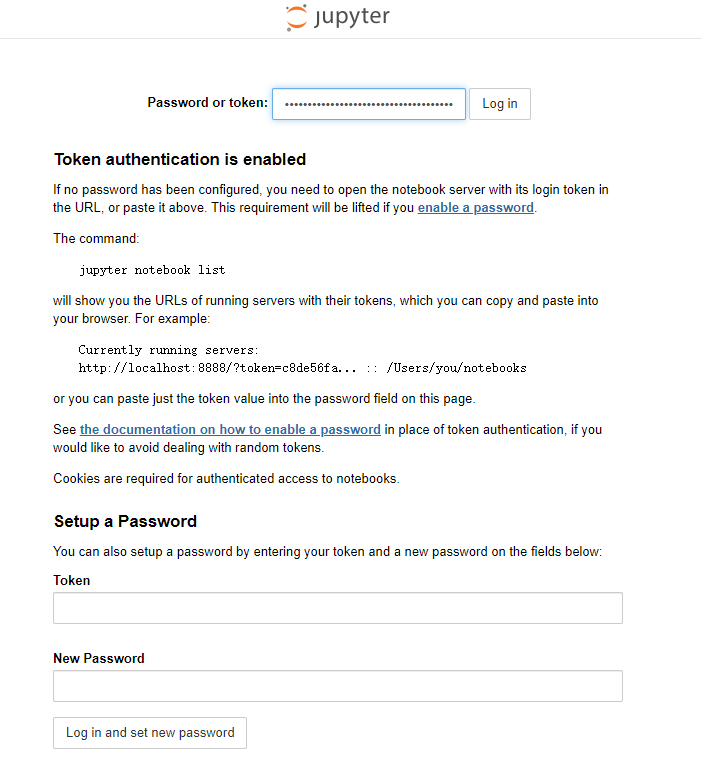 jupyter
Password or token:
Log in
Token authentication is enabled
If no password has been configured, you need to open the notebook server with its login token in
the URL, or paste it above. This requirement will be lifted if you enable a password.
The command:
jupyter notebook list
will show you the URLs of running servers with their tokens, which you can copy and paste into
your browser. For example:
Currently running servers:
http://localhost:8888/?token=c8de56fa... :: /Users/you/notebooks
or you can paste just the token value into the password field on this page.
See the documentation on how to enable a password in place of token authentication, if you
would like to avoid dealing with random tokens.
Cookies are required for authenticated access to notebooks.
Setup a Password
You can also setup a password by entering your token and a new password on the fields below:
Token
New Password
Log in and set new password